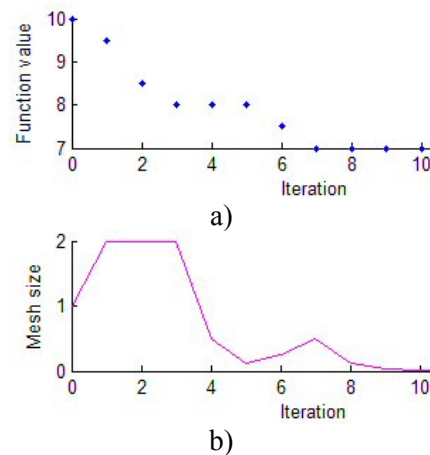 10
9
8
7
Function value
0 2 4 6 8 10
Iteration
a)
2
1
0
Mesh size
0 2 4 6 8 10
Iteration
b)